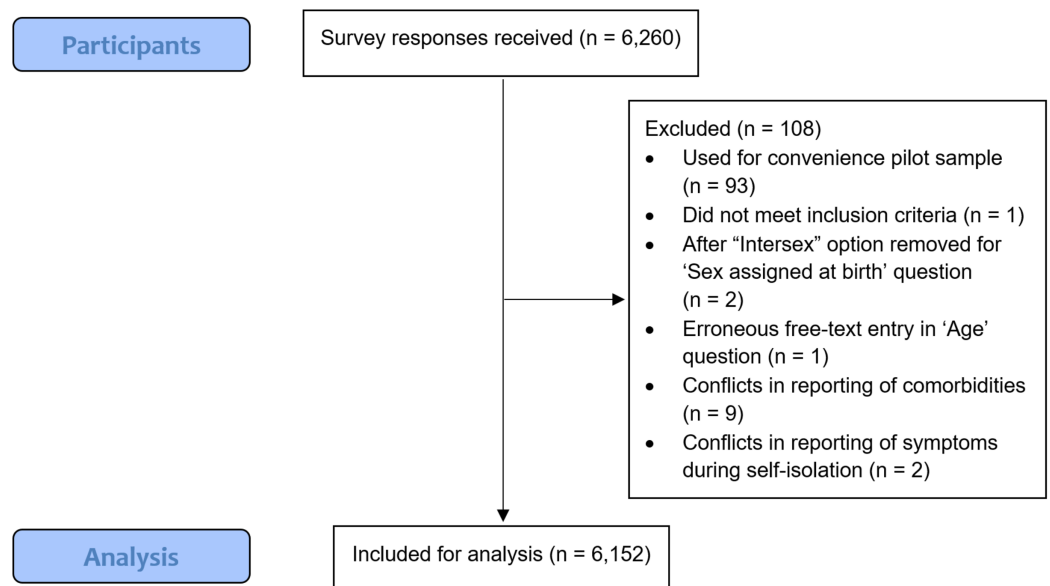 Participants
Survey responses received (n = 6,260)
Excluded (n = 108)
• Used for convenience pilot sample
(n = 93)
• Did not meet inclusion criteria (n = 1)
• After “Intersex” option removed for
‘Sex assigned at birth’ question
(n = 2)
• Erroneous free-text entry in ‘Age’
question (n = 1)
• Conflicts in reporting of comorbidities
(n = 9)
• Conflicts in reporting of symptoms
during self-isolation (n = 2)
Analysis
Included for analysis (n = 6,152)